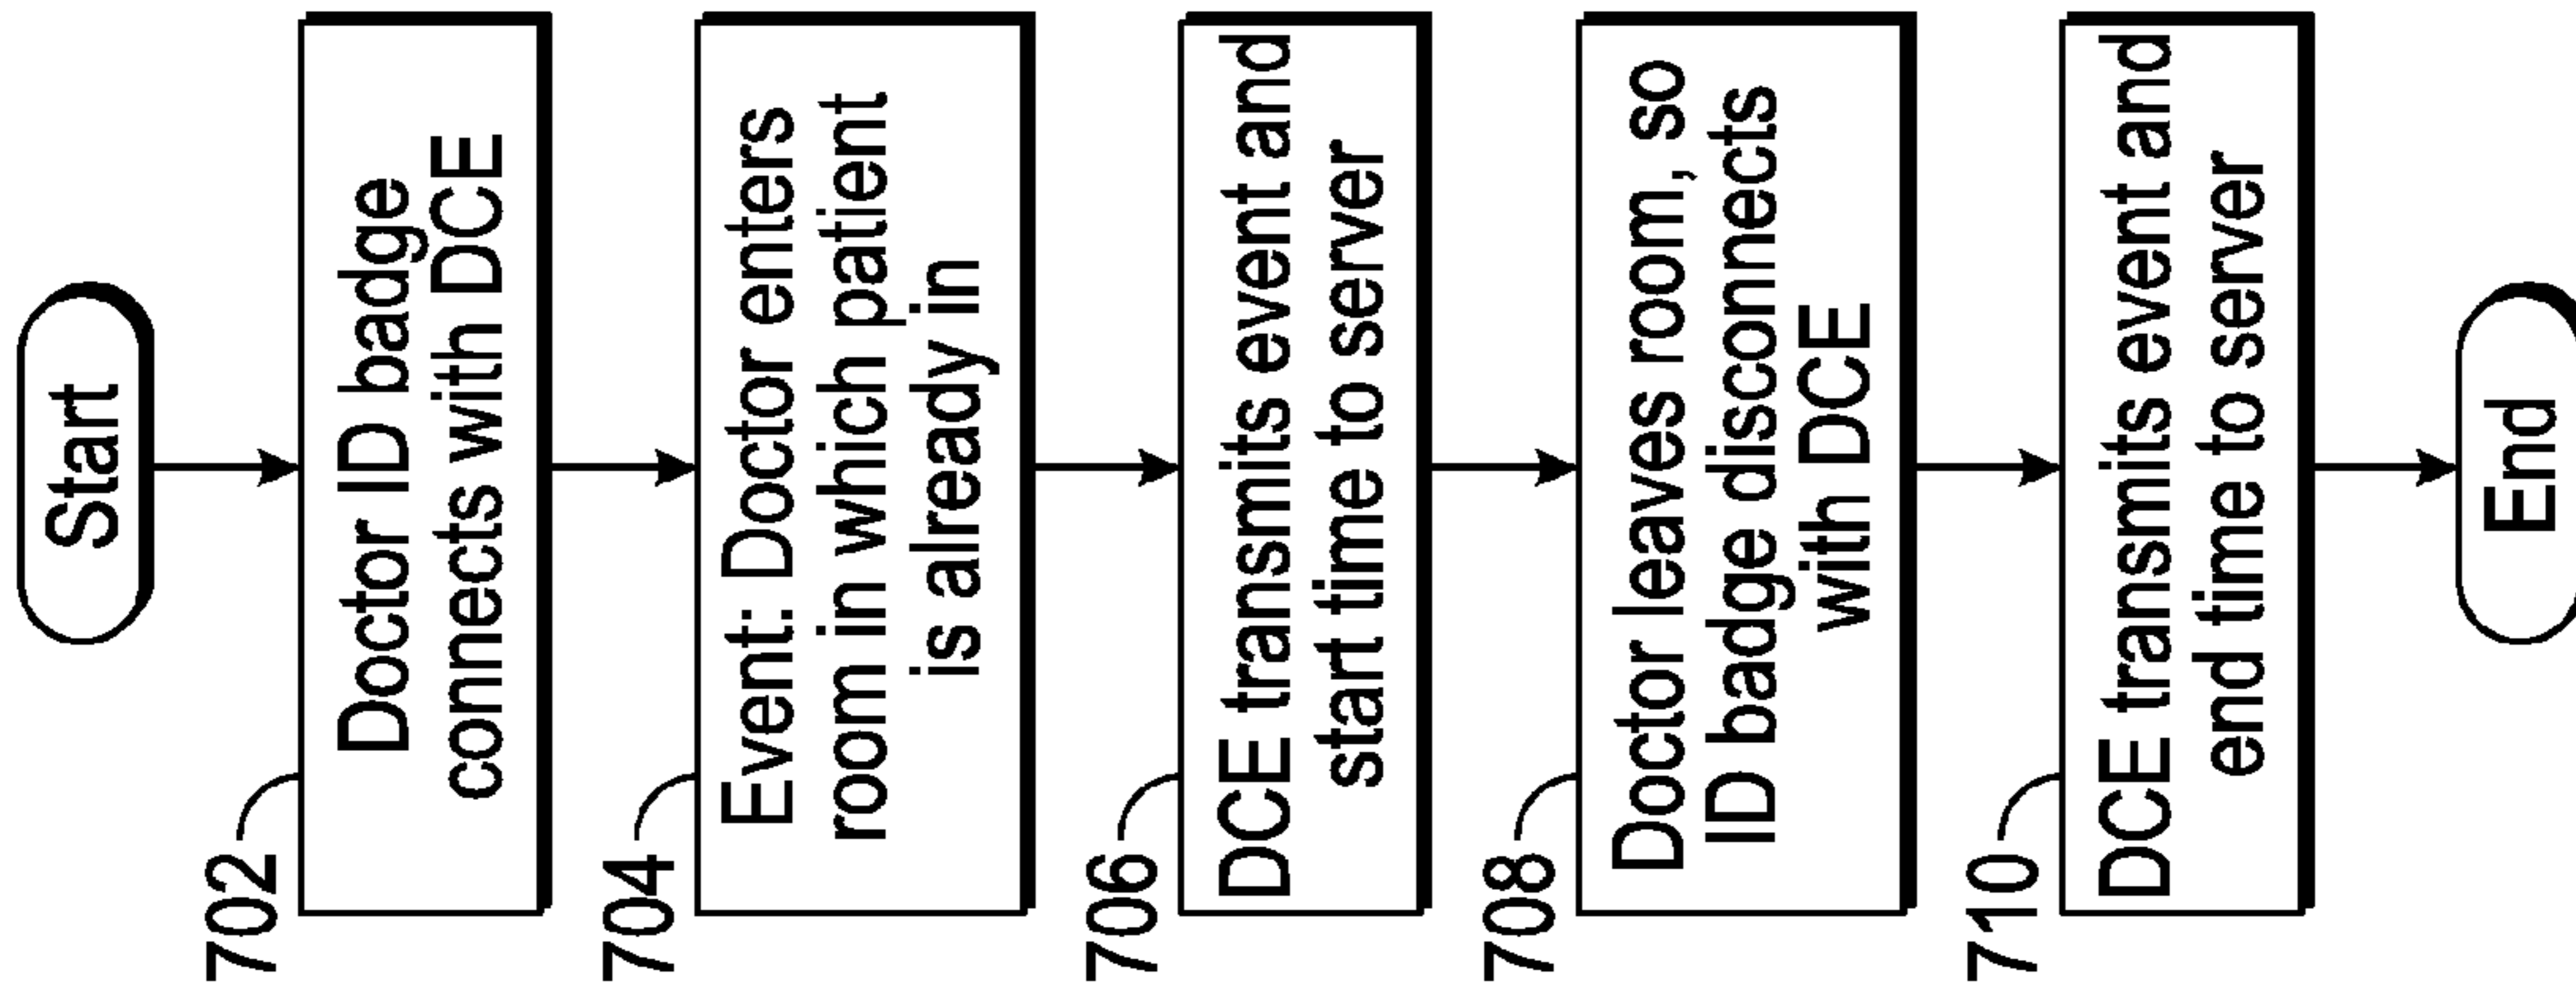 Start
702
Doctor ID badge
connects with DCE
704
Event: Doctor enters
room in which patient
is already in
706
DCE transmits event and
start time to server
708
Doctor leaves room, so
ID badge disconnects
with DCE
710
DCE transmits event and
end time to server
End